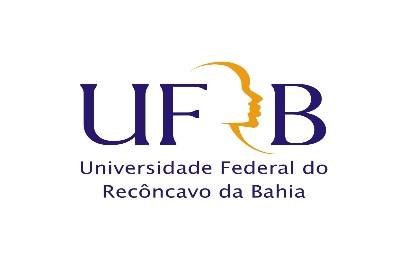 UFRB
Universidade Federal do
Recôncavo da Bahia